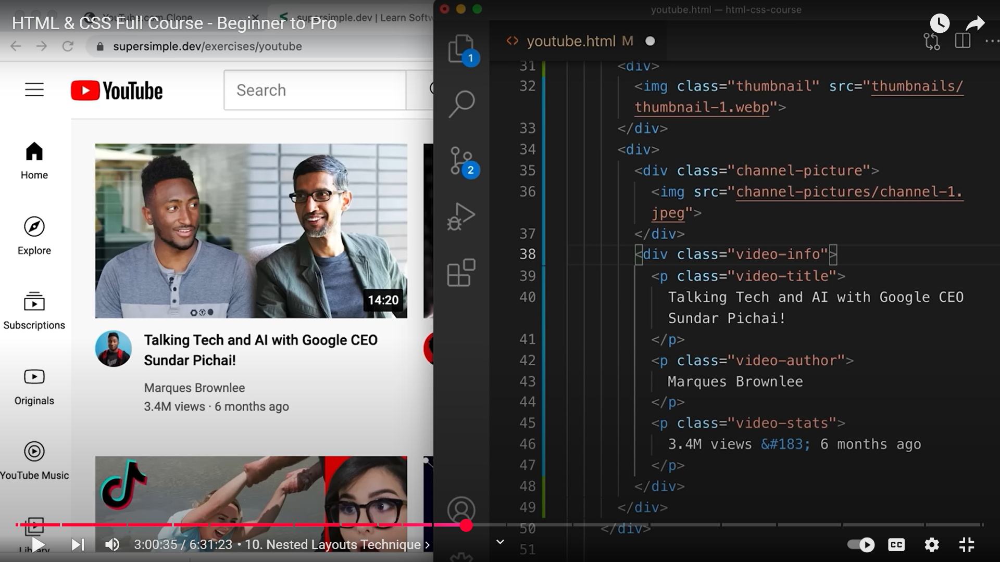 YouTube.com Clone
supersimple.dev | Learn Softw
HTML & CSS Full Course - Beginner to Pro
supersimple.dev/exercises/youtube
YouTube
Search
Home
Explore
Subscriptions
Originals
YouTube Music
Library
14:20
Talking Tech and AI with Google CEO
Sundar Pichai!
Marques Brownlee
3.4M views · 6 months ago
youtube.html — html-css-course
youtube.html M
1
2
31 <div>
32 <img class="thumbnail" src="thumbnails/
thumbnail-1.webp">
33 </div>
34 <div>
35 <div class="channel-picture">
36 <img src="channel-pictures/channel-1.
jpeg">
37 </div>
38 <div class="video-info">
39 <p class="video-title">
40 Talking Tech and AI with Google CEO
Sundar Pichai!
41 </p>
42 <p class="video-author">
43 Marques Brownlee
44 </p>
45 <p class="video-stats">
46 3.4M views &#183; 6 months ago
47 </p>
48 </div>
49 </div>
50 </div>
51
3:00:35 / 6:31:23 • 10. Nested Layouts Technique
CC